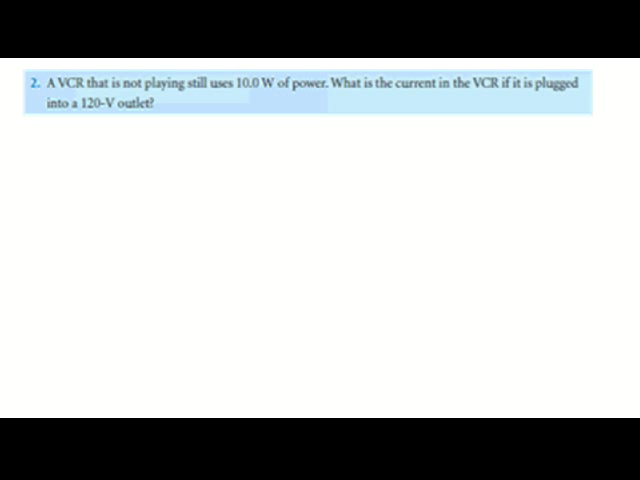 2. A VCR that is not playing still uses 10.0 W of power. What is the current in the VCR if it is plugged
into a 120-V outlet?